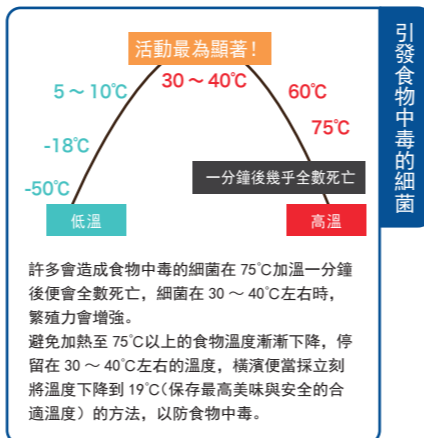 引發食物中毒的細菌
活動最為顯著！
30～40℃
5～10℃
60℃
-18℃
75℃
-50℃
一分鐘後幾乎全數死亡
低溫
高溫
許多會造成食物中毒的細菌在 75℃加溫一分鐘
後便會全數死亡，細菌在 30～40℃左右時，
繁殖力會增強。
避免加熱至 75℃以上的食物溫度漸漸下降，停
留在 30～40℃左右的溫度，橫濱便當採立刻
將溫度下降到 19℃（保存最高美味與安全的合
適溫度）的方法，以防食物中毒。